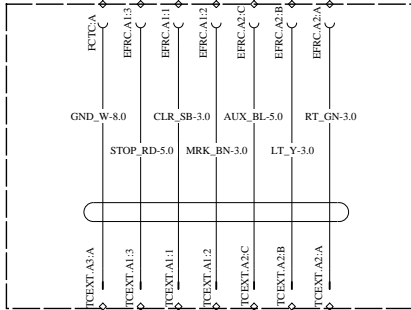 FCTC:A
EFRC.A1:3
EFRC.A1:1
EFRC.A1:2
EFRC.A2:C
EFRC.A2:B
EFRC.A2:A
GND_W-8.0
CLR_SB-3.0
AUX_BL-5.0
RT_GN-3.0
STOP_RD-5.0
MRK_BN-3.0
LT_Y-3.0
TCEXT.A3:A
TCEXT.A1:3
TCEXT.A1:1
TCEXT.A1:2
TCEXT.A2:C
TCEXT.A2:B
TCEXT.A2:A